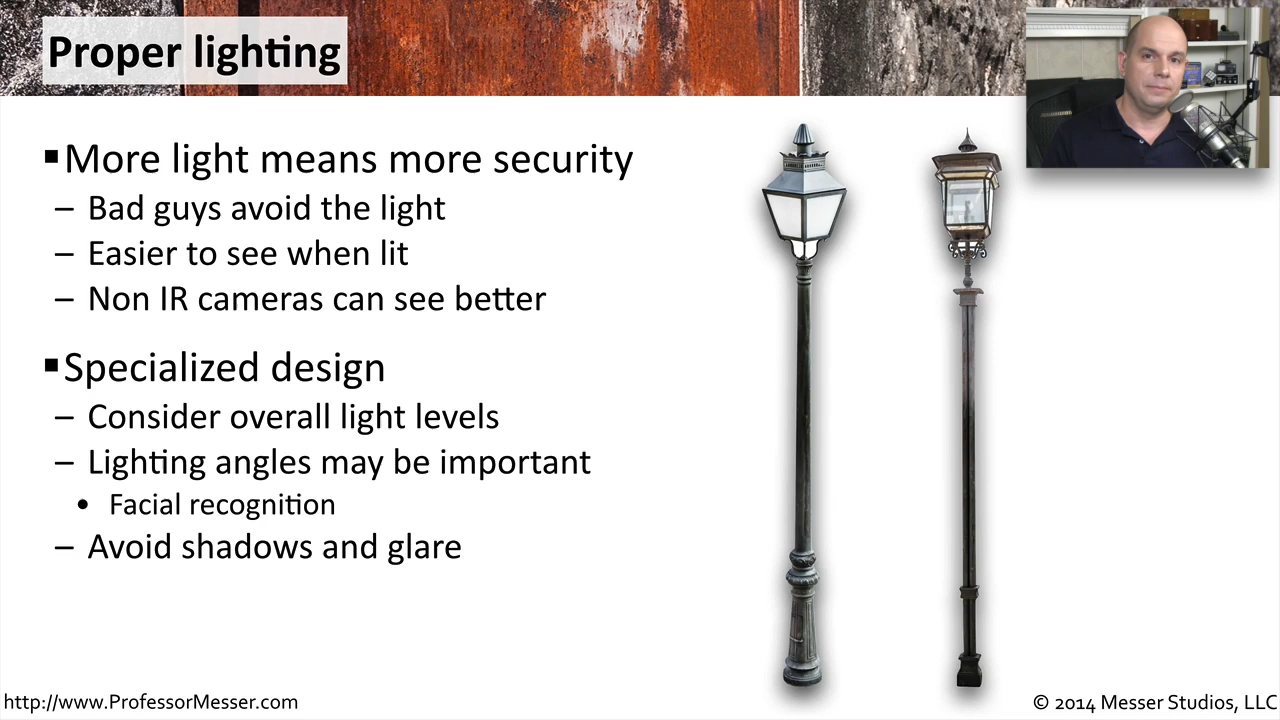 Proper lighting
▪More light means more security
– Bad guys avoid the light
– Easier to see when lit
– Non IR cameras can see better
▪Specialized design
– Consider overall light levels
– Lighting angles may be important
• Facial recognition
– Avoid shadows and glare
http://www.ProfessorMesser.com
© 2014 Messer Studios, LLC